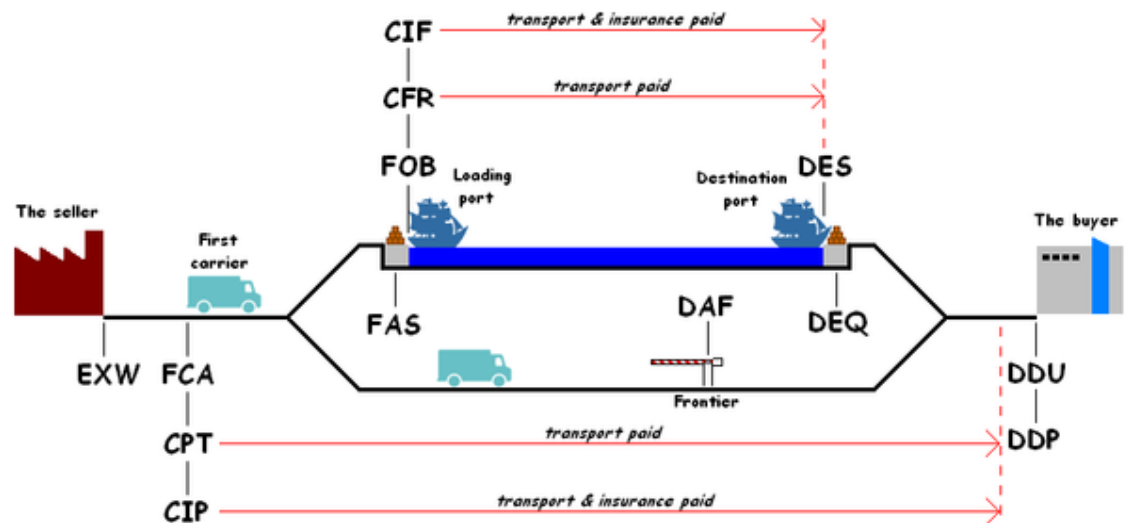 CIF
transport & insurance paid
CFR
transport paid
FOB
DES
Loading
port
Destination
port
The seller
The buyer
First
carrier
FAS
DAF
DEQ
EXW
FCA
DDU
Frontier
CPT
transport paid
DDP
CIP
transport & insurance paid